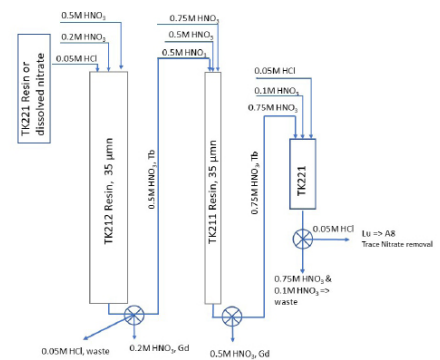 0.5M HNO₃
0.2M HNO₃
0.05M HCl
TK221 Resin or
dissolved nitrate
0.75M HNO₃
0.5M HNO₃
0.5M HNO₃
TK212 Resin, 35 µmn
0.5M HNO₃, Tb
TK211 Resin, 35 µmn
0.75M HNO₃, Tb
0.05M HCl
0.1M HNO₃
0.75M HNO₃
TK221
0.05M HCl
Lu => A8
Trace Nitrate removal
0.75M HNO₃ &
0.1M HNO₃ =>
waste
0.05M HCl, waste
0.2M HNO₃, Gd
0.5M HNO₃, Gd